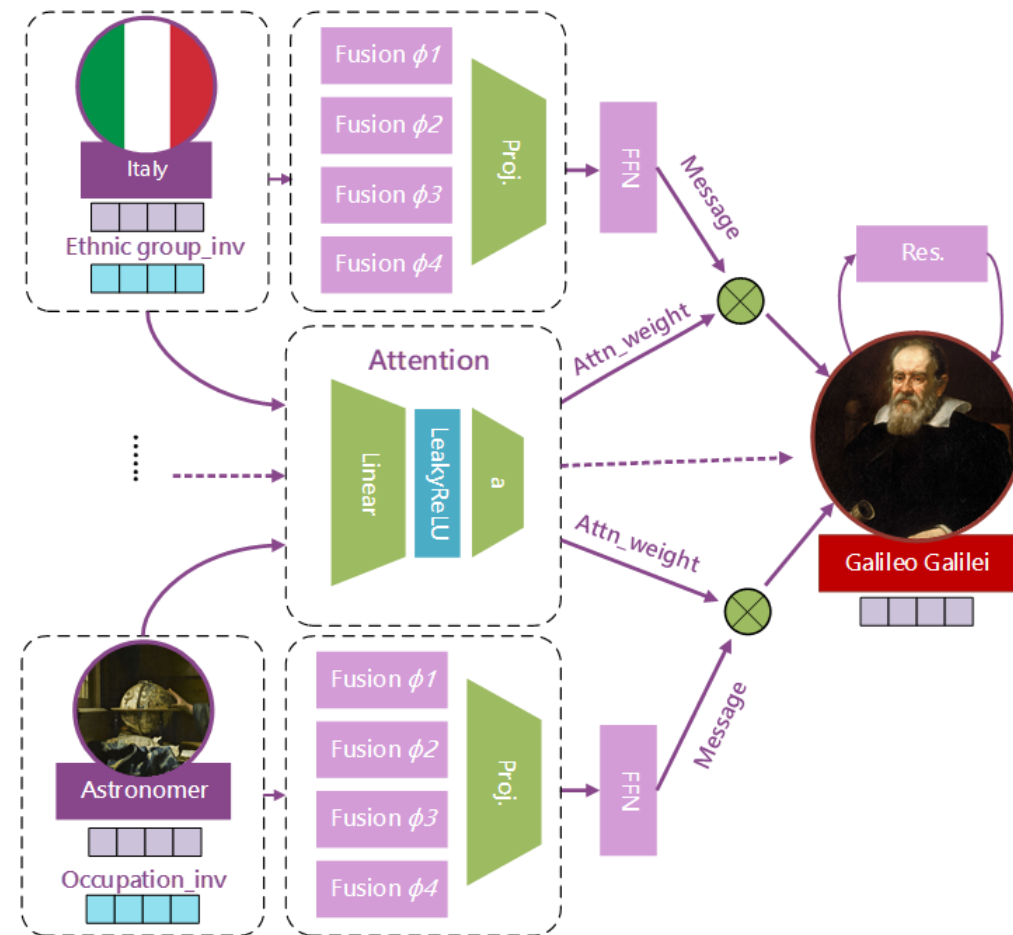 Italy
Ethnic group_inv
Fusion ϕ1
Fusion ϕ2
Fusion ϕ3
Fusion ϕ4
Proj.
FFN
Message
Res.
Attn_weight
Attention
Linear
LeakyReLU
a
......
Attn_weight
Galileo Galilei
Astronomer
Occupation_inv
Fusion ϕ1
Fusion ϕ2
Fusion ϕ3
Fusion ϕ4
Proj.
FFN
Message